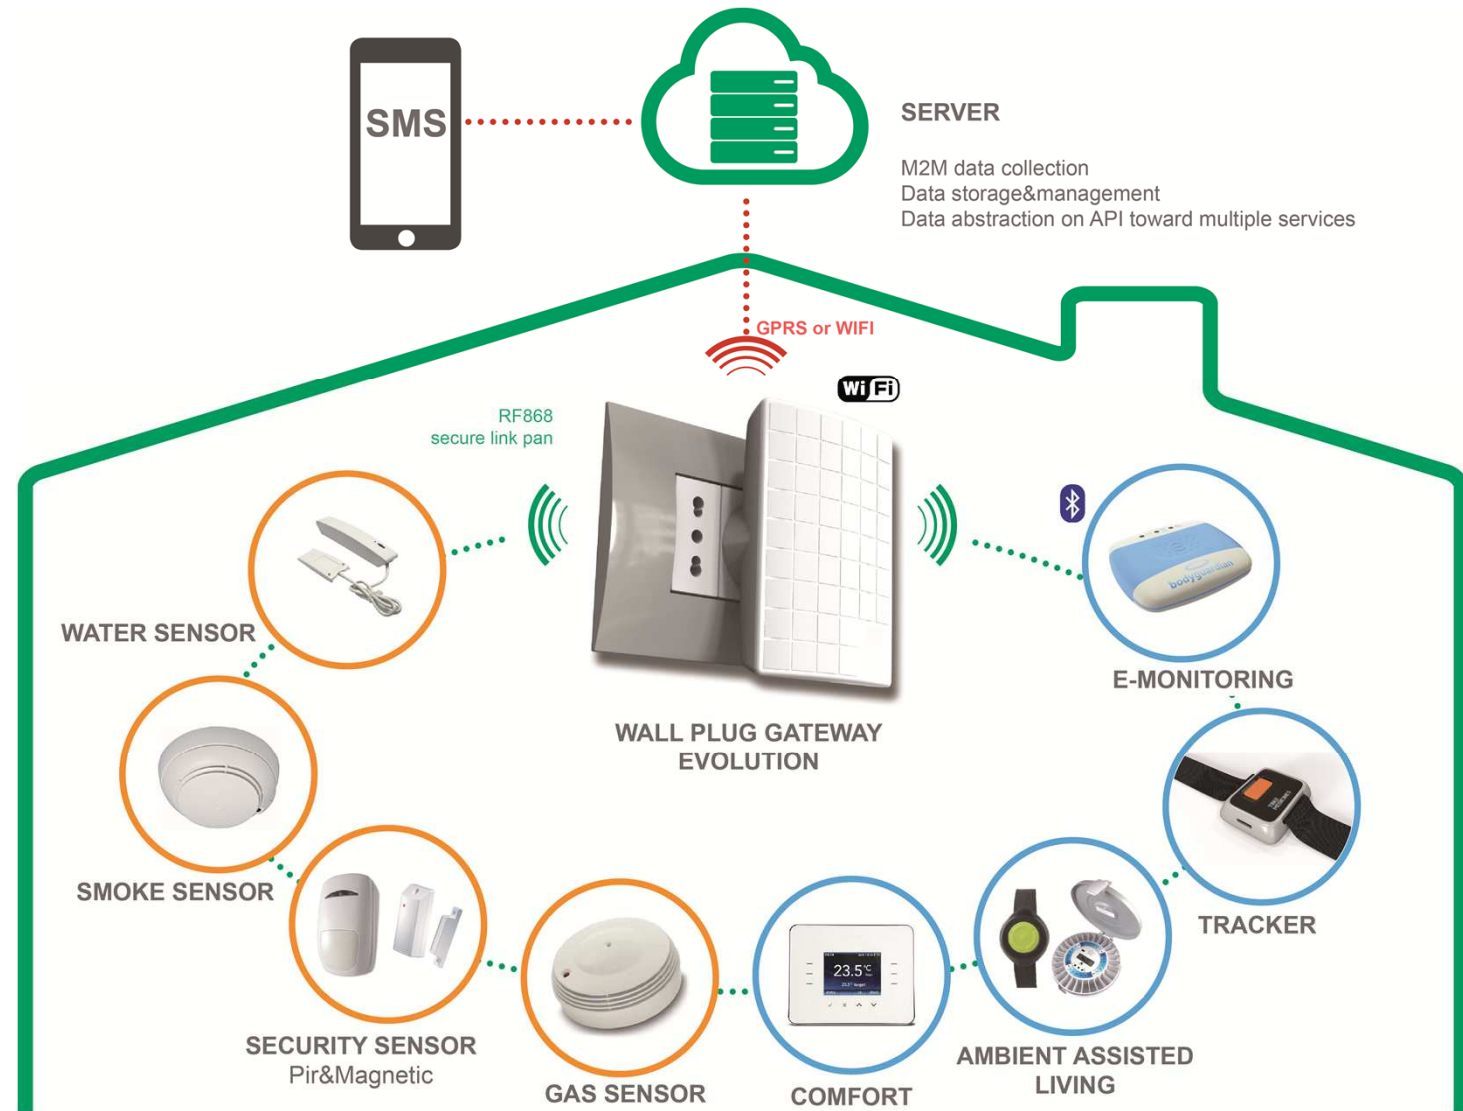 SMS
SERVER
M2M data collection
Data storage&management
Data abstraction on API toward multiple services
GPRS or WIFI
WiFi
RF868
secure link pan
bodyguardian
WATER SENSOR
E-MONITORING
WALL PLUG GATEWAY
EVOLUTION
SMOKE SENSOR
TRACKER
23.5°C
SECURITY SENSOR
Pir&Magnetic
GAS SENSOR
COMFORT
AMBIENT ASSISTED
LIVING